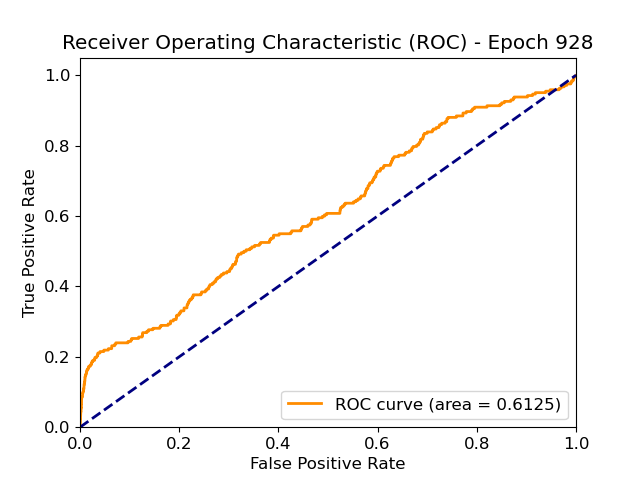 Receiver Operating Characteristic (ROC) - Epoch 928
1.0
0.8
0.6
0.4
0.2
0.0
True Positive Rate
ROC curve (area = 0.6125)
0.0 0.2 0.4 0.6 0.8 1.0
False Positive Rate